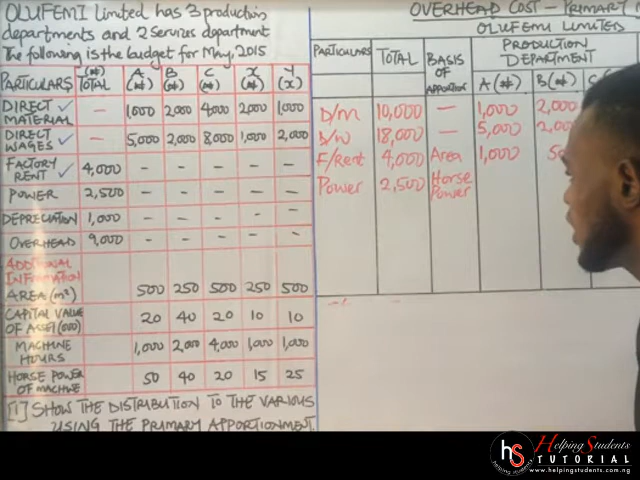 OLUFEMI Limited has 3 production
departments and 2 Services department
The following is the budget for May, 2015
PARTICULARS (₦) TOTAL A (₦) B (₦) C (₦) X (₦) Y (x)
DIRECT MATERIAL ✓ – 1,000 2,000 4,000 2,000 1,000
DIRECT WAGES ✓ – 5,000 2,000 8,000 1,000 2,000
FACTORY RENT ✓ 4,000 – – – – –
POWER 2,500 – – – – –
DEPRECIATION 1,000 – – – – –
OVERHEAD 9,000 – – – – –
ADDITIONAL INFORMATION
AREA (m²) 500 250 500 250 500
CAPITAL VALUE OF ASSET (000) 20 40 20 10 10
MACHINE HOURS 1,000 2,000 4,000 1,000 1,000
HORSE POWER OF MACHINE 50 40 20 15 25
[1] SHOW THE DISTRIBUTION TO THE VARIOUS
USING THE PRIMARY APPORTIONMENT
OVERHEAD COST – PRIMARY
OLUFEMI LIMITED
PARTICULARS TOTAL BASIS OF APPORTION PRODUCTION DEPARTMENT
A (₦) B (₦) C
D/M 10,000 – 1,000 2,000
D/W 18,000 – 5,000 2,00
F/Rent 4,000 Area 1,000 50
Power 2,500 Horse Power
hs Helping Students
TUTORIAL
www.helpingstudents.com.ng